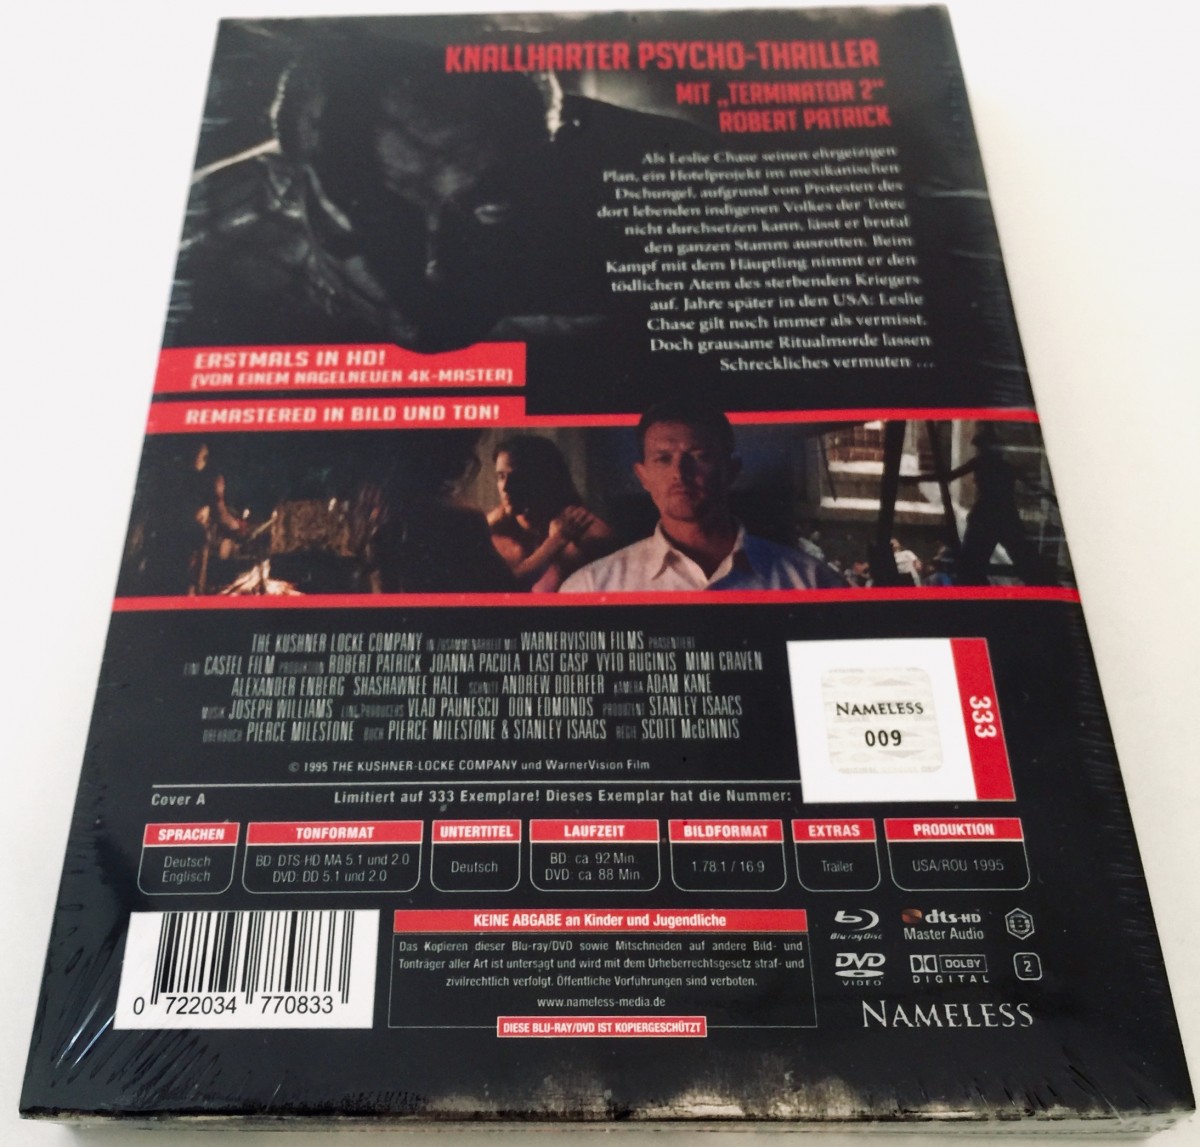 KNALLHARTER PSYCHO-THRILLER
MIT „TERMINATOR 2"
ROBERT PATRICK
Als Leslie Chase seinen ehrgeizigen
Plan, ein Hotelprojekt im mexikanischen
Dschungel, aufgrund von Protesten des
dort lebenden indigenen Volkes der Totec
nicht durchsetzen kann, lässt er brutal
den ganzen Stamm ausrotten. Beim
Kampf mit dem Häuptling nimmt er den
tödlichen Atem des sterbenden Kriegers
auf. Jahre später in den USA: Leslie
Chase gilt noch immer als vermisst.
Doch grausame Ritualmorde lassen
Schreckliches vermuten ...
ERSTMALS IN HD!
(VON EINEM NAGELNEUEN 4K-MASTER)
REMASTERED IN BILD UND TON!
THE KUSHNER LOCKE COMPANY IN ZUSAMMENARBEIT MIT WARNERVISION FILMS PRÄSENTIERT
EINE CASTEL FILM PRODUKTION ROBERT PATRICK JOANNA PACULA LAST GASP VYTO RUGINIS MIMI CRAVEN
ALEXANDER ENBERG SHASHAWNEE HALL SCHNITT ANDREW DOERFER KAMERA ADAM KANE
MUSIK JOSEPH WILLIAMS LINE PRODUCERS VLAD PAUNESCU DON EDMONDS PRODUZENT STANLEY ISAACS
DREHBUCH PIERCE MILESTONE BUCH PIERCE MILESTONE & STANLEY ISAACS REGIE SCOTT McGINNIS
© 1995 THE KUSHNER-LOCKE COMPANY und WarnerVision Film
NAMELESS
009
333
Cover A
Limitiert auf 333 Exemplare! Dieses Exemplar hat die Nummer:
SPRACHEN
Deutsch
Englisch
TONFORMAT
BD: DTS-HD MA 5.1 und 2.0
DVD: DD 5.1 und 2.0
UNTERTITEL
Deutsch
LAUFZEIT
BD: ca. 92 Min.
DVD: ca. 88 Min
BILDFORMAT
1.78:1 / 16:9
EXTRAS
Trailer
PRODUKTION
USA/ROU 1995
0 722034 770833
KEINE ABGABE an Kinder und Jugendliche
Das Kopieren dieser Blu-ray/DVD sowie Mitschneiden auf andere Bild- und
Tonträger aller Art ist untersagt und wird mit dem Urheberrechtsgesetz straf- und
zivilrechtlich verfolgt. Öffentliche Vorführungen sind verboten.
www.nameless-media.de
DIESE BLU-RAY/DVD IST KOPIERGESCHÜTZT
Blu-ray Disc
dts-HD
Master Audio
B
DVD
VIDEO
DOLBY
DIGITAL
2
NAMELESS